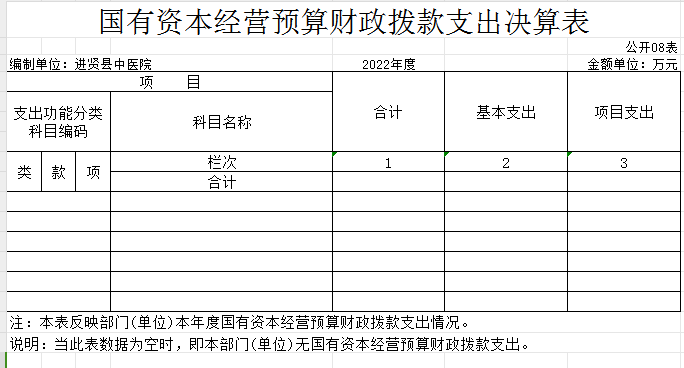 国有资本经营预算财政拨款支出决算表
公开08表
编制单位：进贤县中医院 2022年度 金额单位：万元
项 目 合计 基本支出 项目支出
支出功能分类科目编码 科目名称
类 款 项 栏次 1 2 3
合计
注：本表反映部门(单位)本年度国有资本经营预算财政拨款支出情况。
说明：当此表数据为空时，即本部门(单位)无国有资本经营预算财政拨款支出。